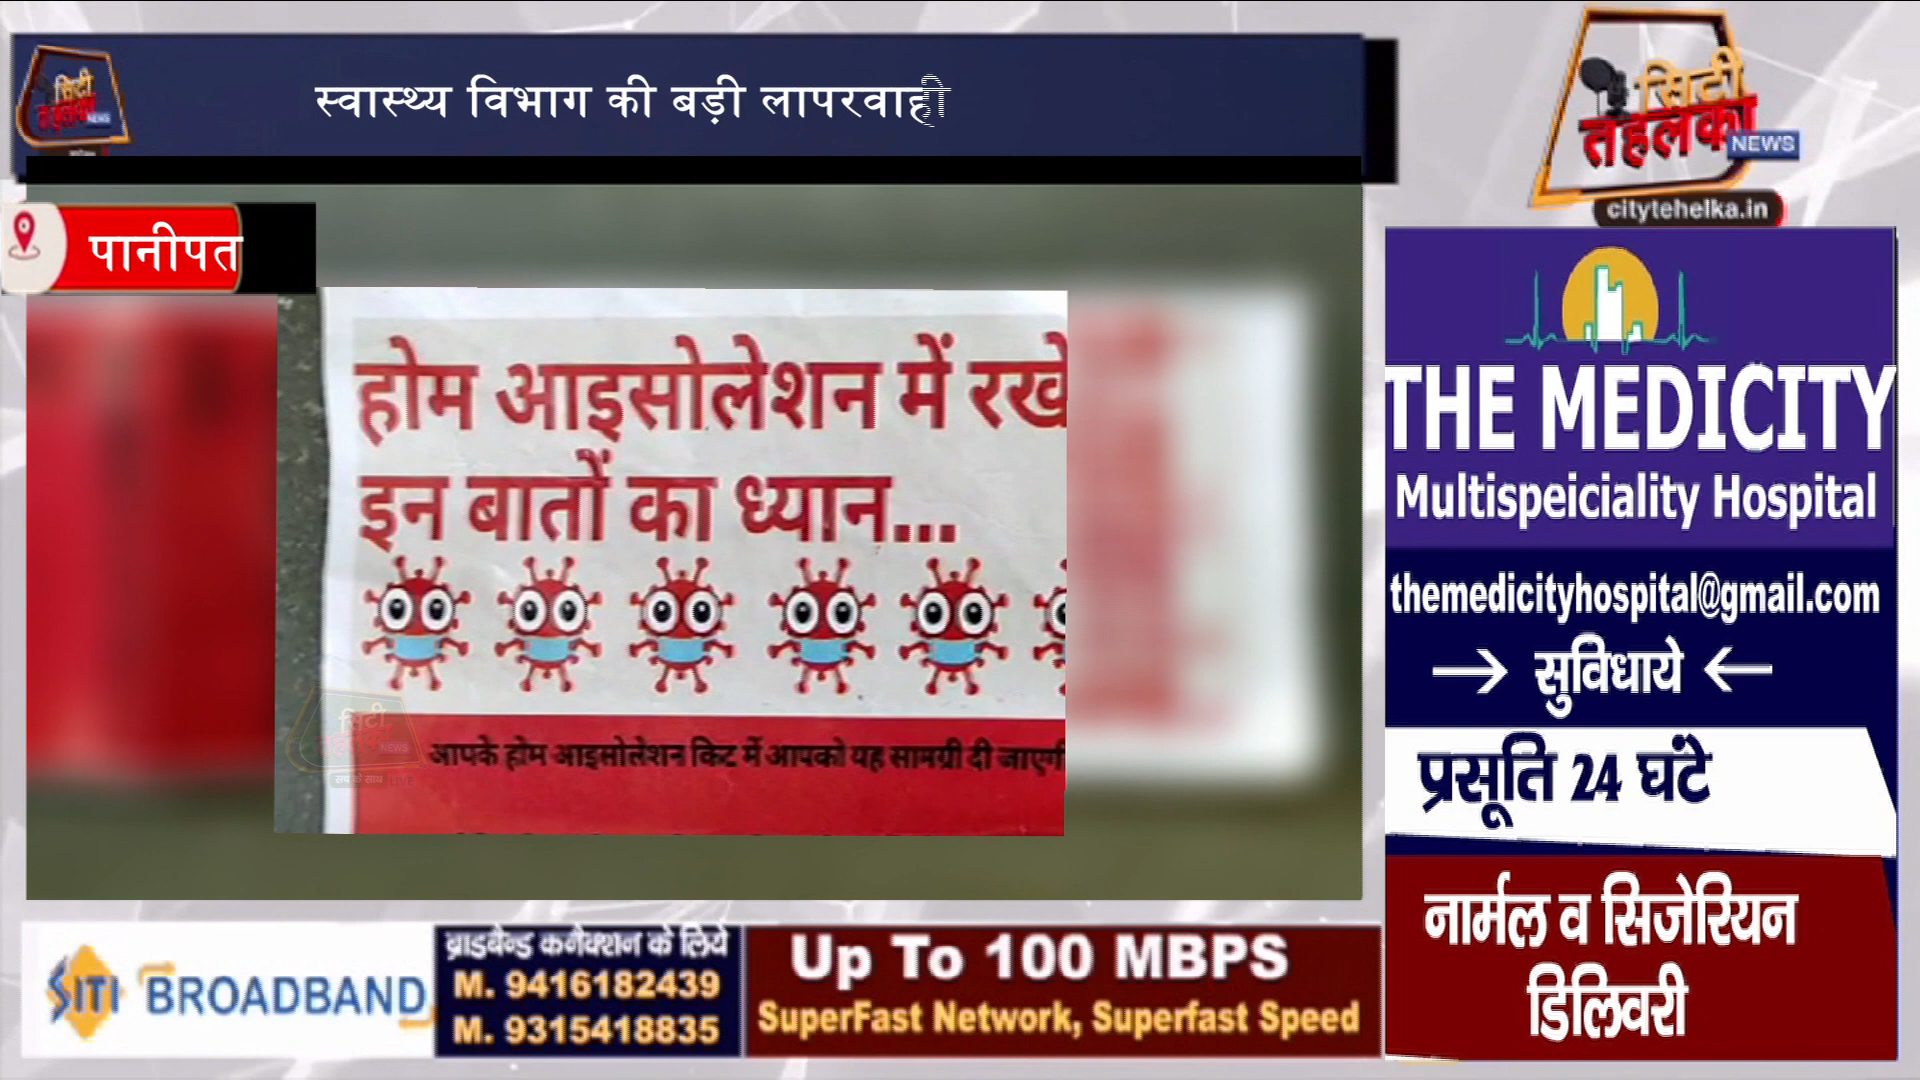 स्वास्थ्य विभाग की बड़ी लापरवाही
सिटी
तहलका
NEWS
citytehelka.in
पानीपत
होम आइसोलेशन में रखे
इन बातों का ध्यान...
आपके होम आइसोलेशन किट में आपको यह सामग्री दी जाएगी
THE MEDICITY
Multispeiciality Hospital
themedicityhospital@gmail.com
सुविधाये
प्रसूति 24 घंटे
नार्मल व सिजेरियन
डिलिवरी
SITI BROADBAND
ब्राडबैन्ड कनैक्शन के लिये
M. 9416182439
M. 9315418835
Up To 100 MBPS
SuperFast Network, Superfast Speed